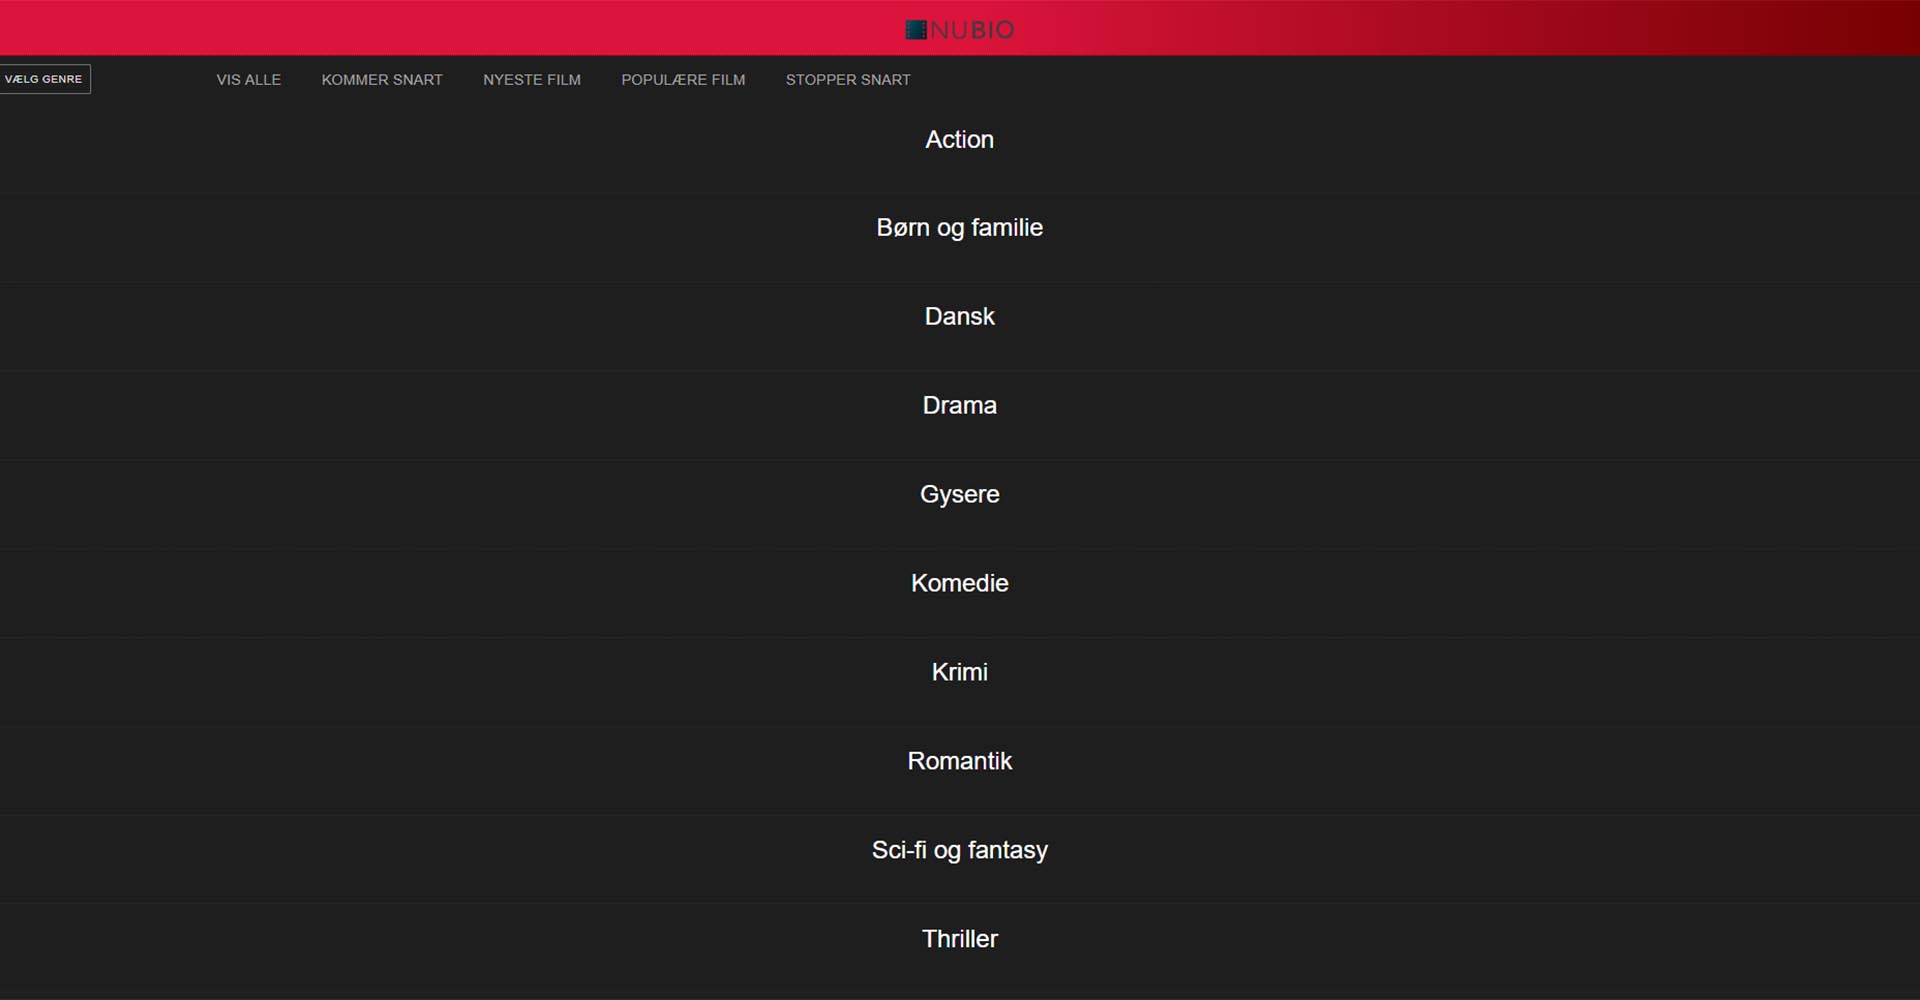 NUBIO
VÆLG GENRE
VIS ALLE
KOMMER SNART
NYESTE FILM
POPULÆRE FILM
STOPPER SNART
Action
Børn og familie
Dansk
Drama
Gysere
Komedie
Krimi
Romantik
Sci-fi og fantasy
Thriller